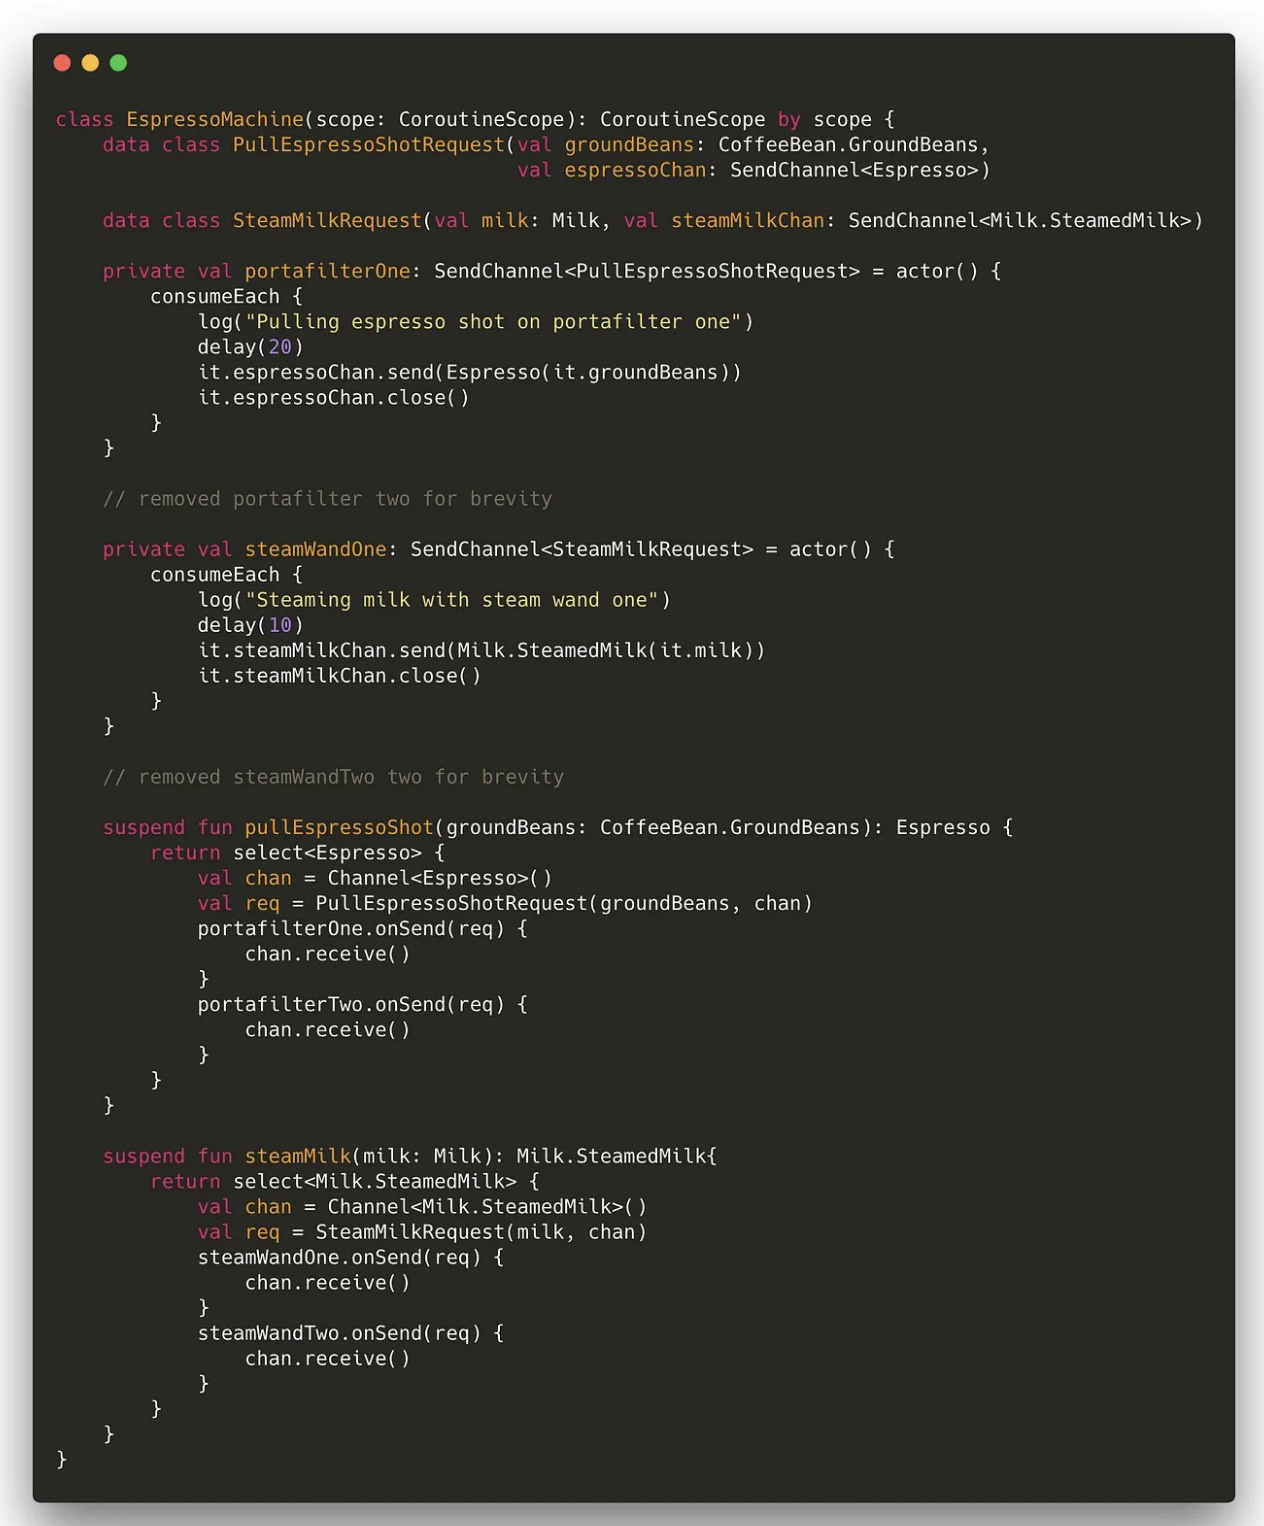 class EspressoMachine(scope: CoroutineScope): CoroutineScope by scope {
    data class PullEspressoShotRequest(val groundBeans: CoffeeBean.GroundBeans,
                                       val espressoChan: SendChannel<Espresso>)

    data class SteamMilkRequest(val milk: Milk, val steamMilkChan: SendChannel<Milk.SteamedMilk>)

    private val portafilterOne: SendChannel<PullEspressoShotRequest> = actor() {
        consumeEach {
            log("Pulling espresso shot on portafilter one")
            delay(20)
            it.espressoChan.send(Espresso(it.groundBeans))
            it.espressoChan.close()
        }
    }

    // removed portafilter two for brevity

    private val steamWandOne: SendChannel<SteamMilkRequest> = actor() {
        consumeEach {
            log("Steaming milk with steam wand one")
            delay(10)
            it.steamMilkChan.send(Milk.SteamedMilk(it.milk))
            it.steamMilkChan.close()
        }
    }

    // removed steamWandTwo two for brevity

    suspend fun pullEspressoShot(groundBeans: CoffeeBean.GroundBeans): Espresso {
        return select<Espresso> {
            val chan = Channel<Espresso>()
            val req = PullEspressoShotRequest(groundBeans, chan)
            portafilterOne.onSend(req) {
                chan.receive()
            }
            portafilterTwo.onSend(req) {
                chan.receive()
            }
        }
    }

    suspend fun steamMilk(milk: Milk): Milk.SteamedMilk{
        return select<Milk.SteamedMilk> {
            val chan = Channel<Milk.SteamedMilk>()
            val req = SteamMilkRequest(milk, chan)
            steamWandOne.onSend(req) {
                chan.receive()
            }
            steamWandTwo.onSend(req) {
                chan.receive()
            }
        }
    }
}